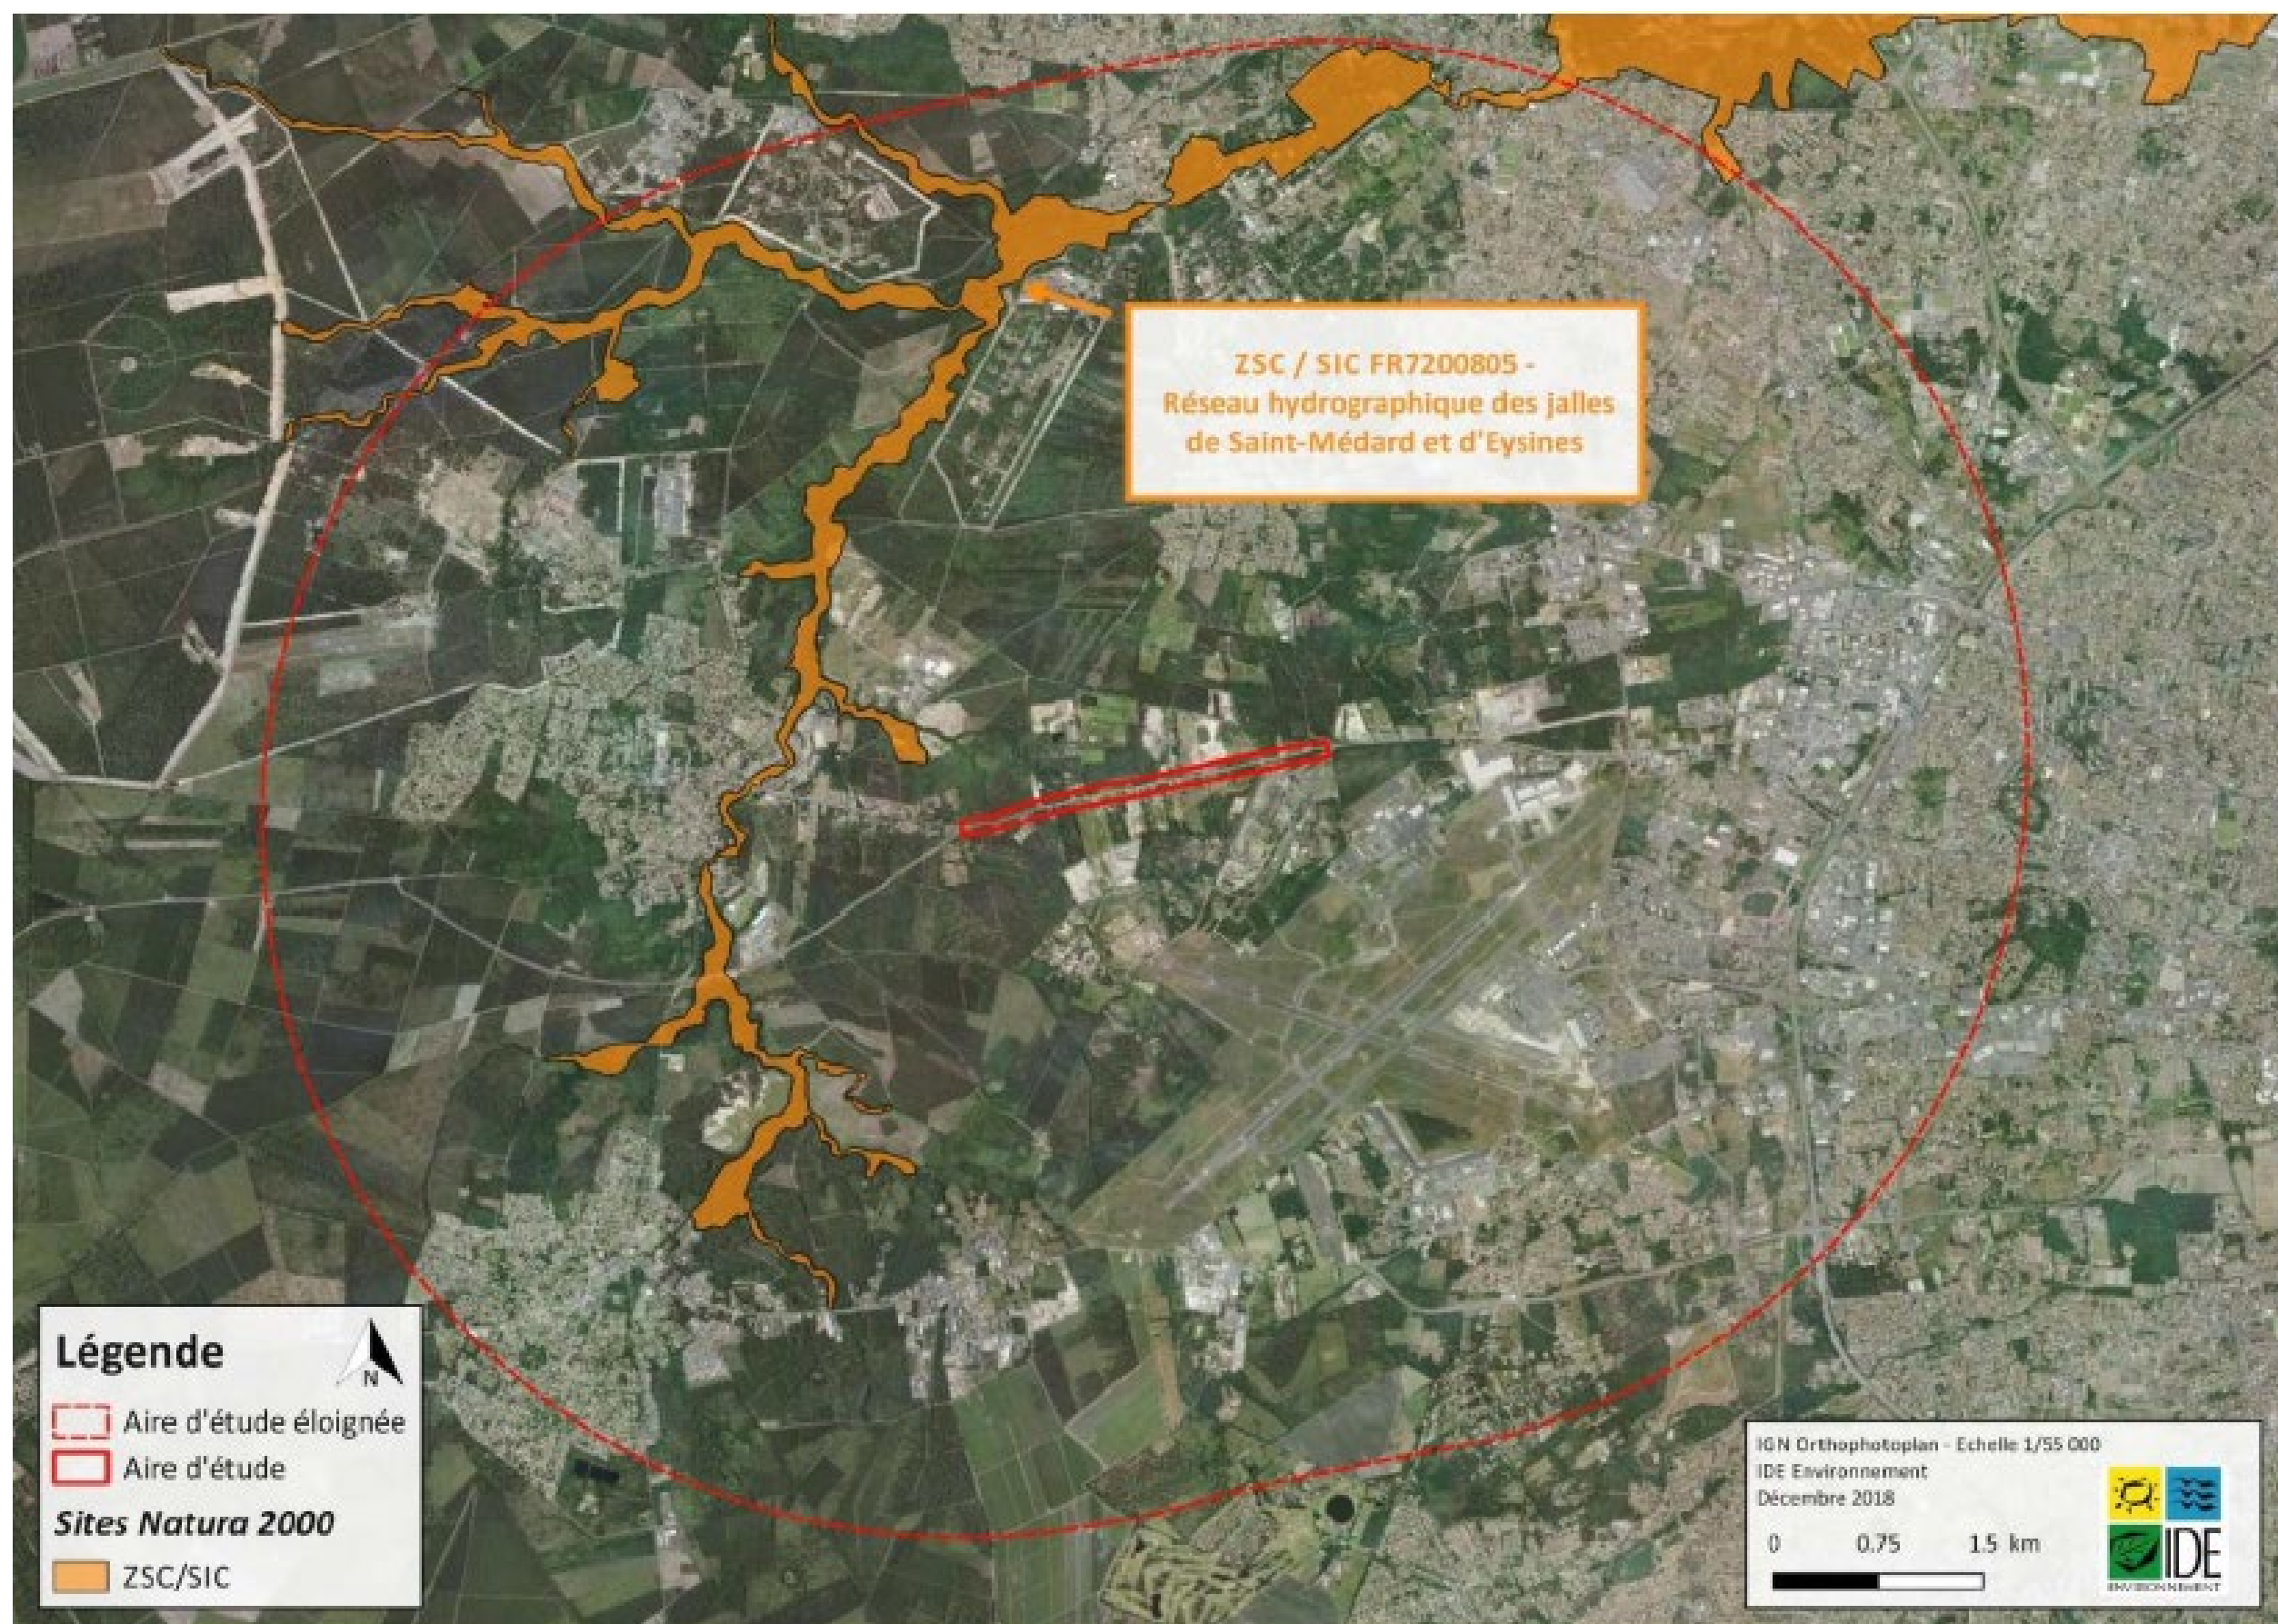 ZSC / SIC FR7200805 -
Réseau hydrographique des jalles
de Saint-Médard et d'Eysines
Légende
N
Aire d'étude éloignée
Aire d'étude
Sites Natura 2000
ZSC/SIC
IGN Orthophotoplan - Echelle 1/55 000
IDE Environnement
Décembre 2018
0 0.75 1.5 km
IDE
ENVIRONNEMENT